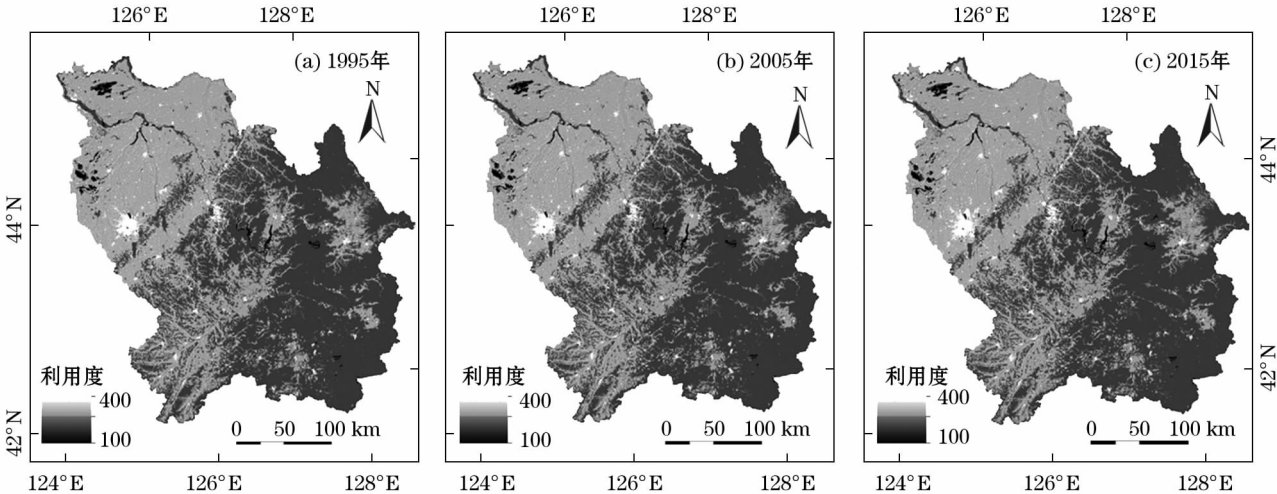 126°E 128°E 126°E 128°E 126°E 128°E
(a) 1995年 (b) 2005年 (c) 2015年
N N N
44°N 44°N
利用度 利用度 利用度
400 400 400
100 100 100
0 50 100 km 0 50 100 km 0 50 100 km
42°N 42°N
124°E 126°E 128°E 124°E 126°E 128°E 124°E 126°E 128°E